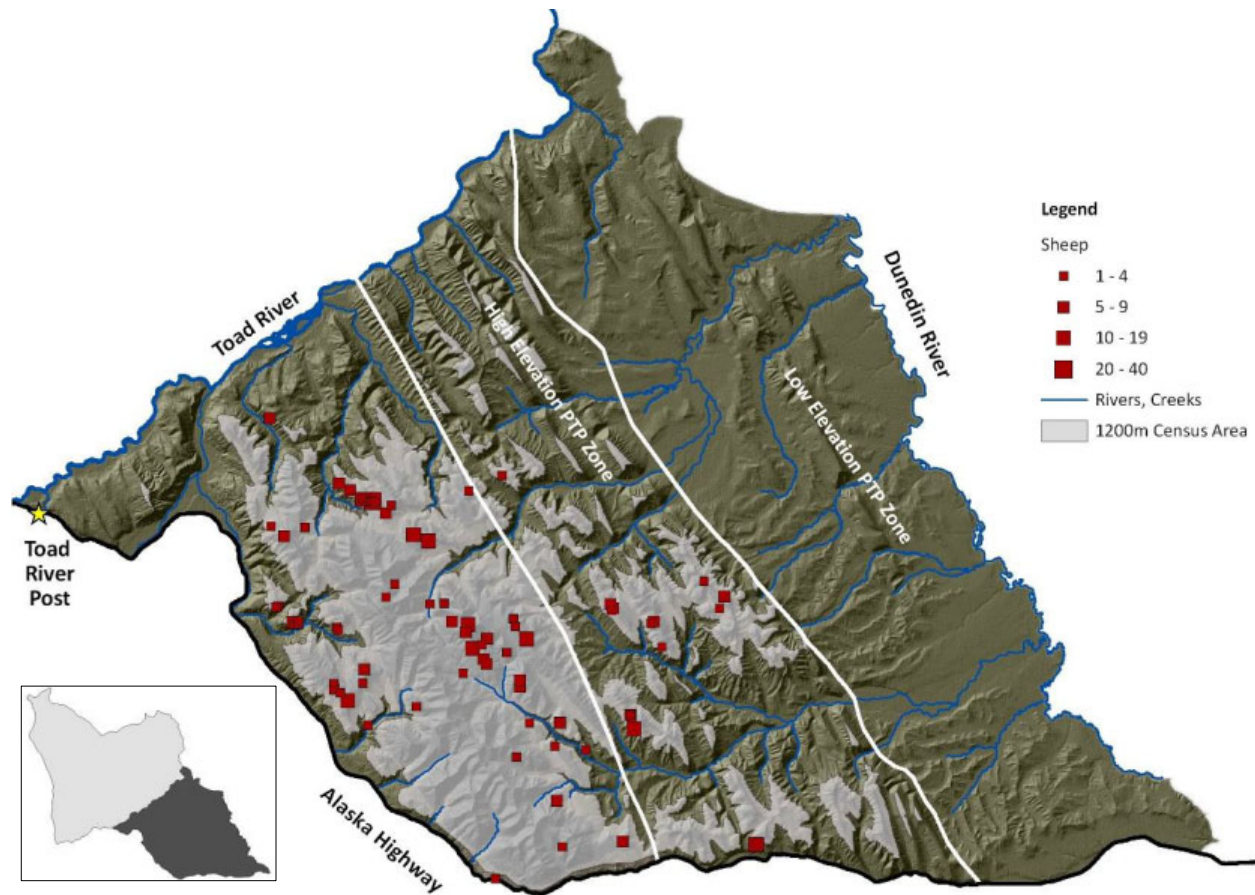 Toad River
High Elevation PTP Zone
Low Elevation PTP Zone
Dunedin River
Toad
River
Post
Alaska Highway
Legend
Sheep
1 - 4
5 - 9
10 - 19
20 - 40
Rivers, Creeks
1200m Census Area